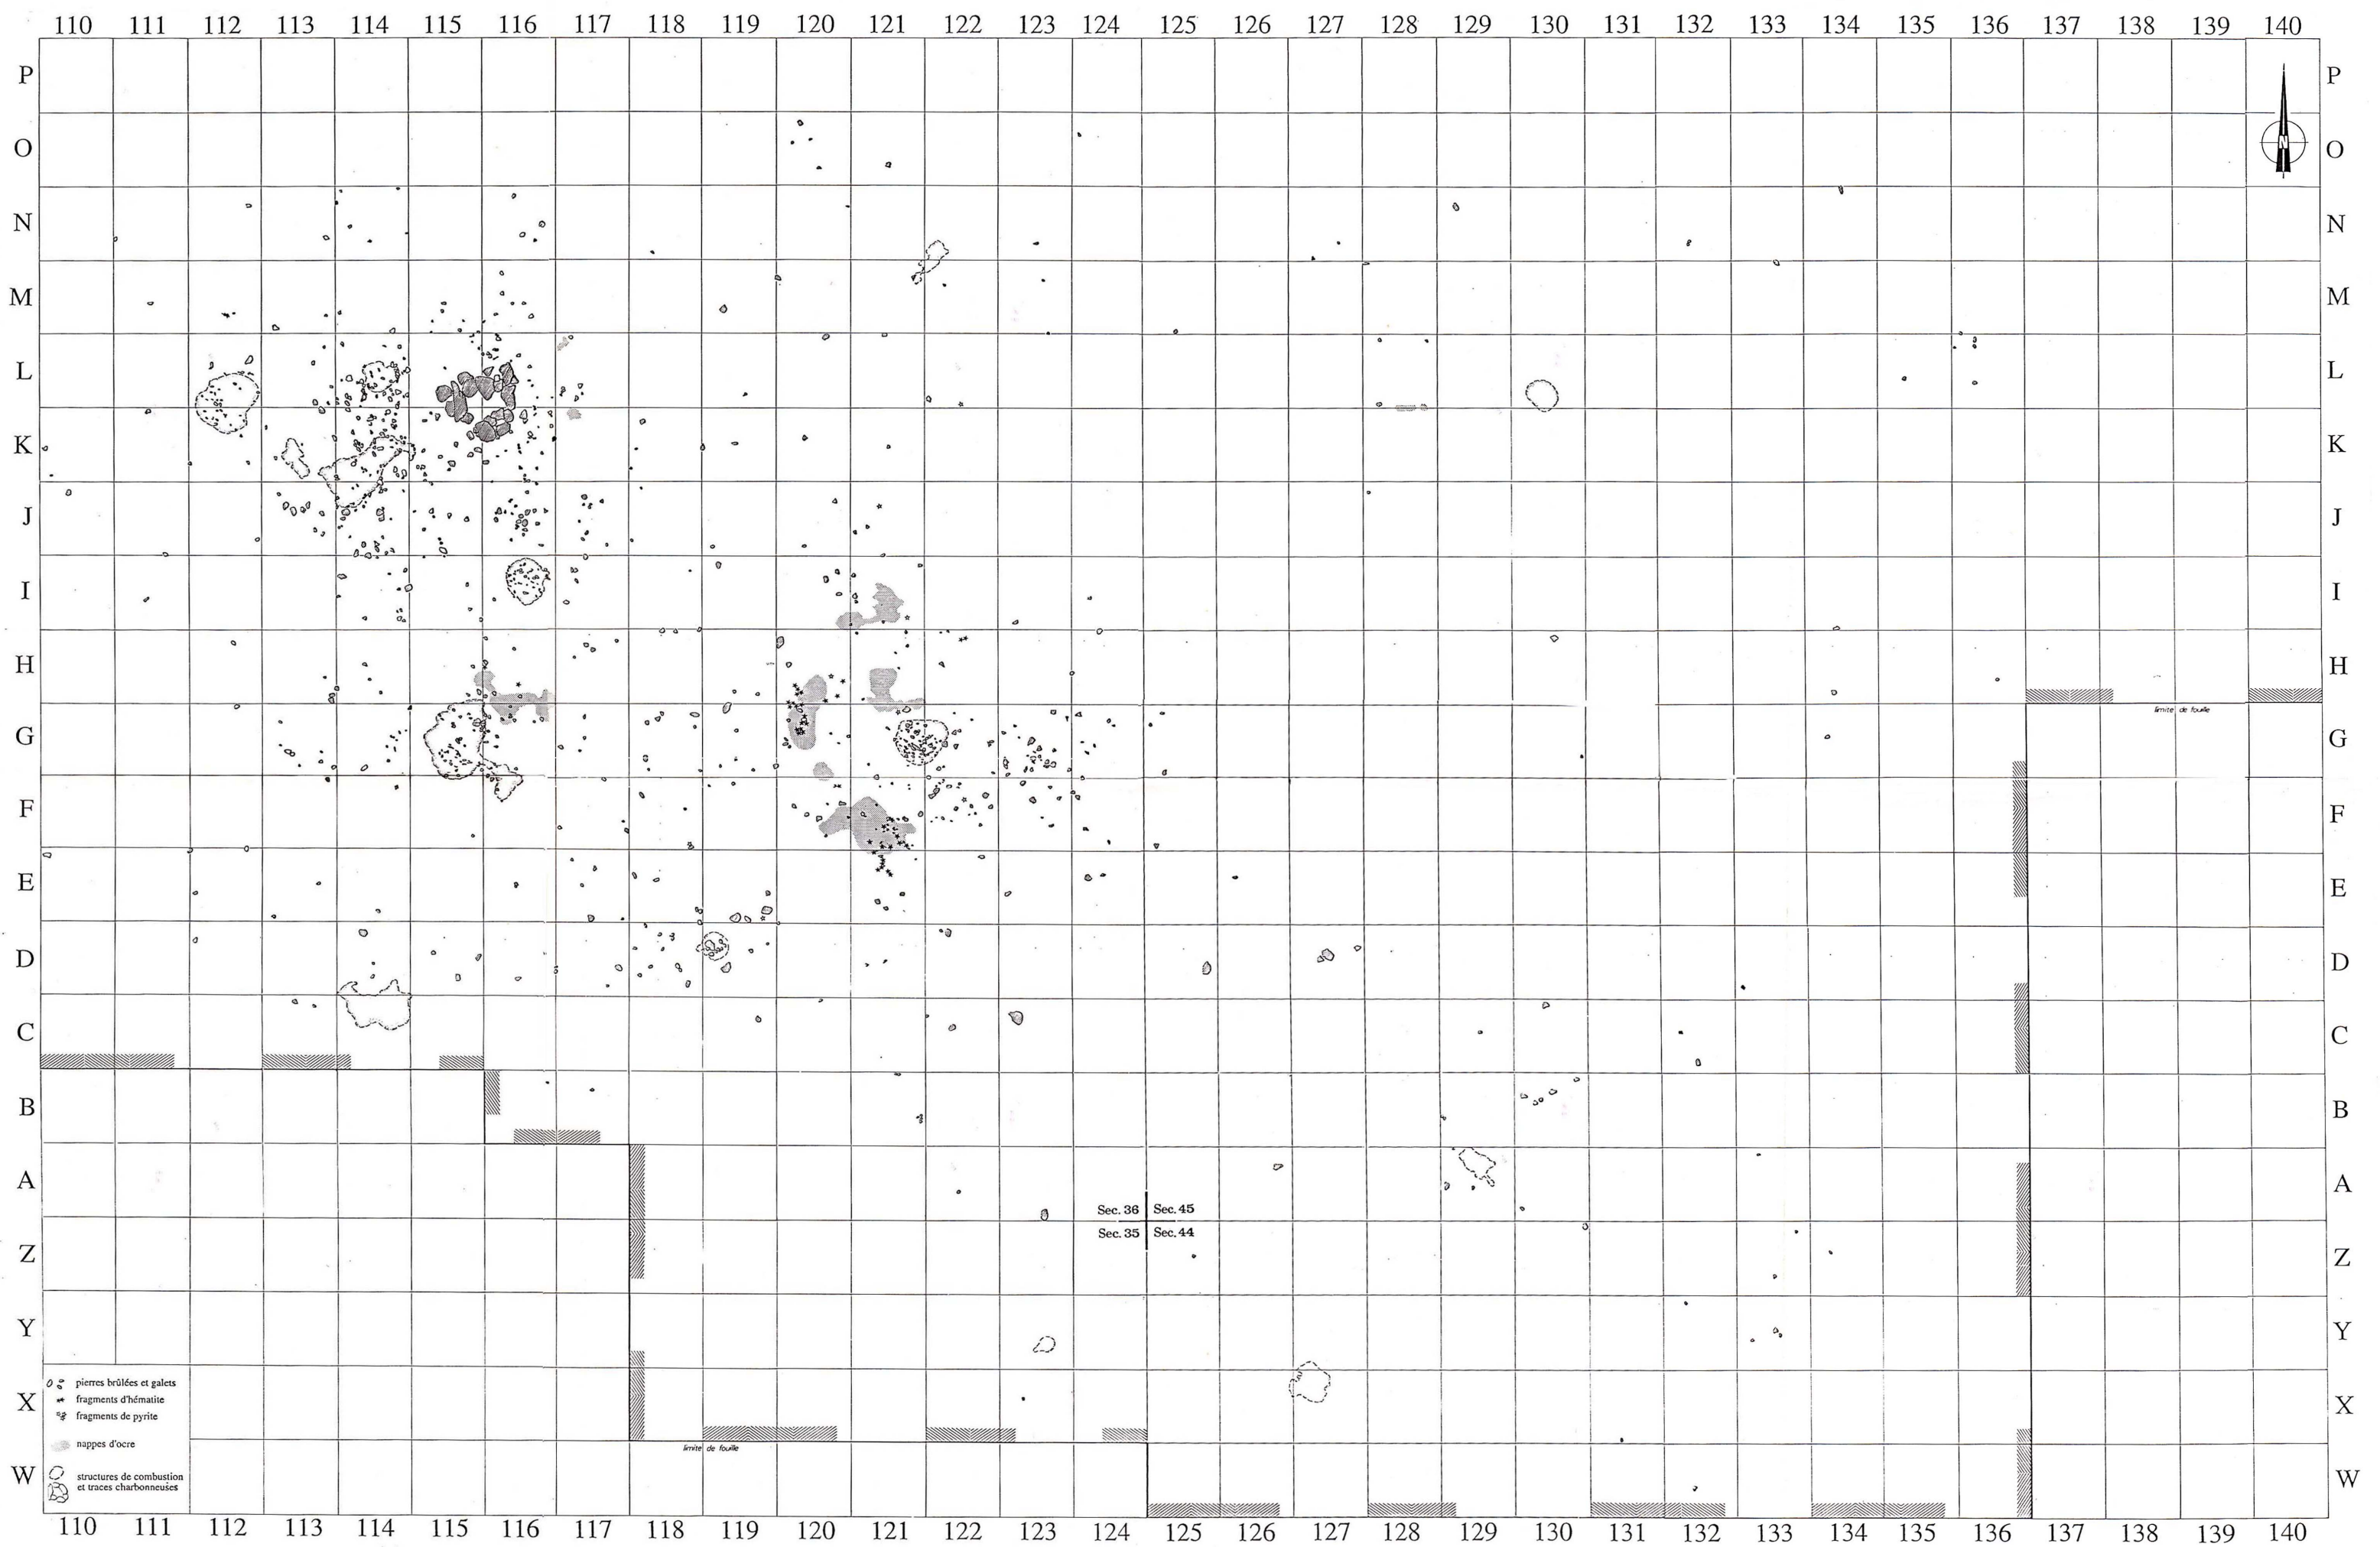 110 111 112 113 114 115 116 117 118 119 120 121 122 123 124 125 126 127 128 129 130 131 132 133 134 135 136 137 138 139 140
P P
O N O
N N
M M
L L
K K
J J
I I
H H
limite de fouille
G G
F F
E E
D D
C C
B B
A A
Sec. 36 Sec. 45
Sec. 35 Sec. 44
Z Z
Y Y
X X
pierres brûlées et galets
fragments d'hématite
fragments de pyrite
nappes d'ocre
limite de fouille
W W
structures de combustion
et traces charbonneuses
110 111 112 113 114 115 116 117 118 119 120 121 122 123 124 125 126 127 128 129 130 131 132 133 134 135 136 137 138 139 140